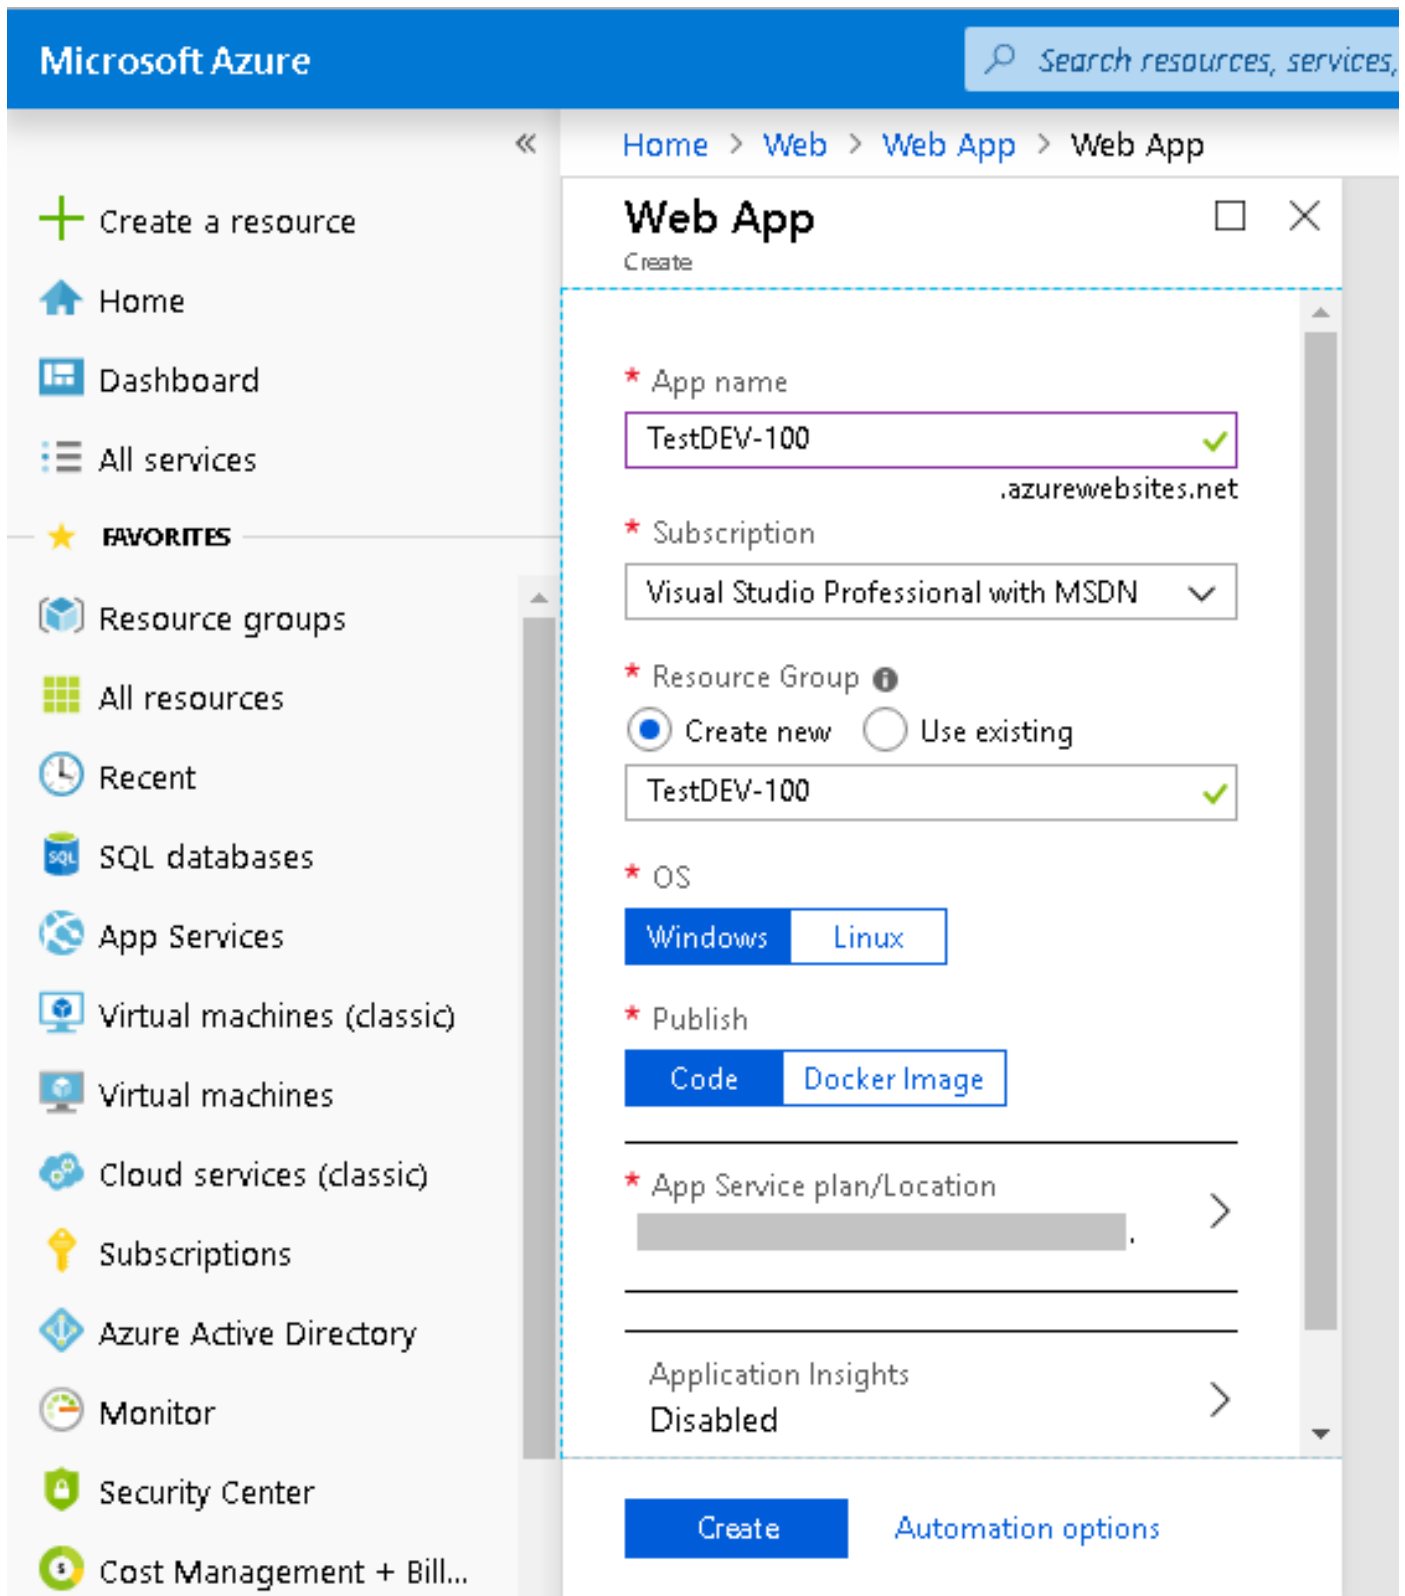 Microsoft Azure
Search resources, services,
«
Create a resource
Home
Dashboard
All services
FAVORITES
Resource groups
All resources
Recent
SQL
SQL databases
App Services
Virtual machines (classic)
Virtual machines
Cloud services (classic)
Subscriptions
Azure Active Directory
Monitor
Security Center
Cost Management + Bill...
Home > Web > Web App > Web App
Web App
Create
* App name
TestDEV-100
.azurewebsites.net
* Subscription
Visual Studio Professional with MSDN
* Resource Group
Create new Use existing
TestDEV-100
* OS
Windows Linux
* Publish
Code Docker Image
* App Service plan/Location
Application Insights
Disabled
Create Automation options